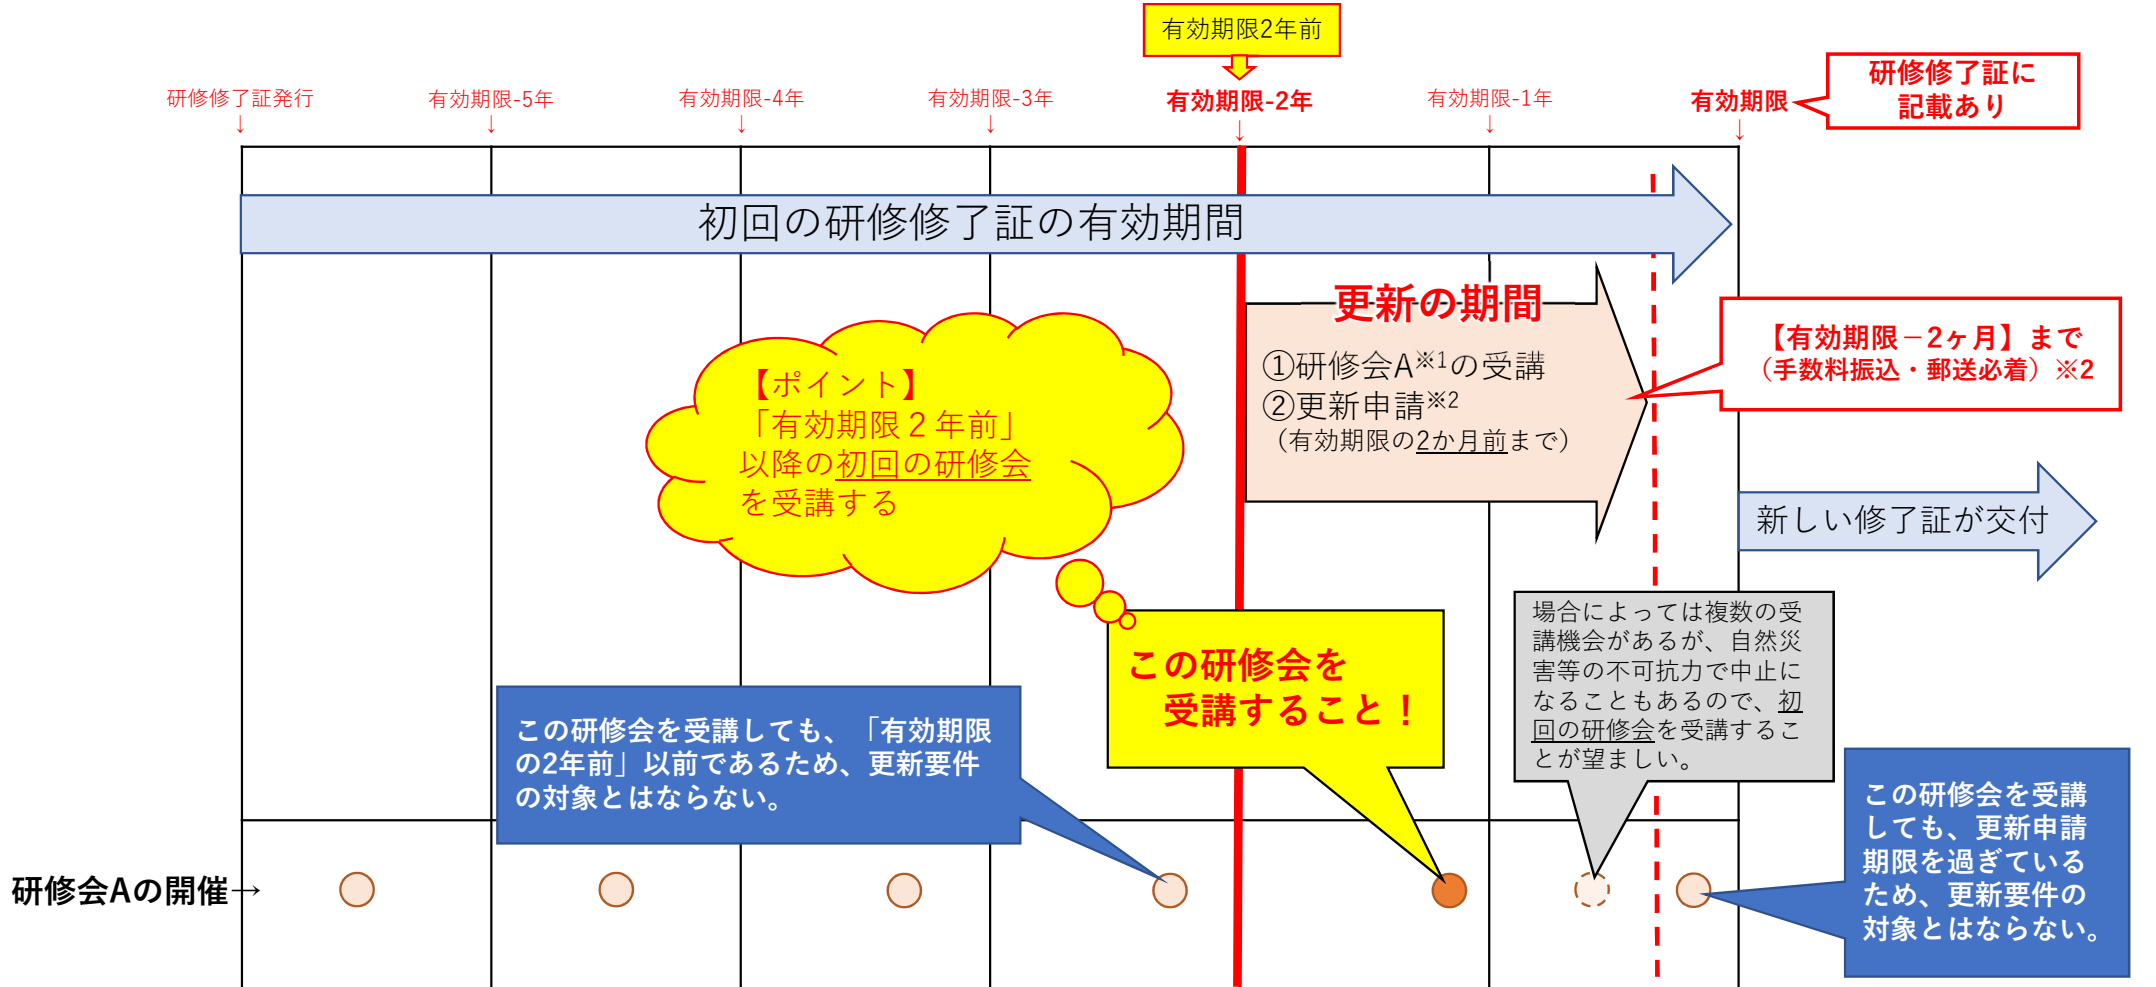 有効期限2年前
研修修了証発行
↓
有効期限-5年
↓
有効期限-4年
↓
有効期限-3年
↓
有効期限-2年
↓
有効期限-1年
↓
有効期限
↓
研修修了証に
記載あり
初回の研修修了証の有効期間
更新の期間
①研修会A※1の受講
②更新申請※2
（有効期限の2か月前まで）
【有効期限－2ヶ月】まで
（手数料振込・郵送必着）※2
【ポイント】
「有効期限２年前」
以降の初回の研修会
を受講する
新しい修了証が交付
この研修会を
受講すること！
場合によっては複数の受
講機会があるが、自然災
害等の不可抗力で中止に
なることもあるので、初
回の研修会を受講するこ
とが望ましい。
この研修会を受講しても、「有効期限
の2年前」以前であるため、更新要件
の対象とはならない。
この研修会を受講
しても、更新申請
期限を過ぎている
ため、更新要件の
対象とはならない。
研修会Aの開催→